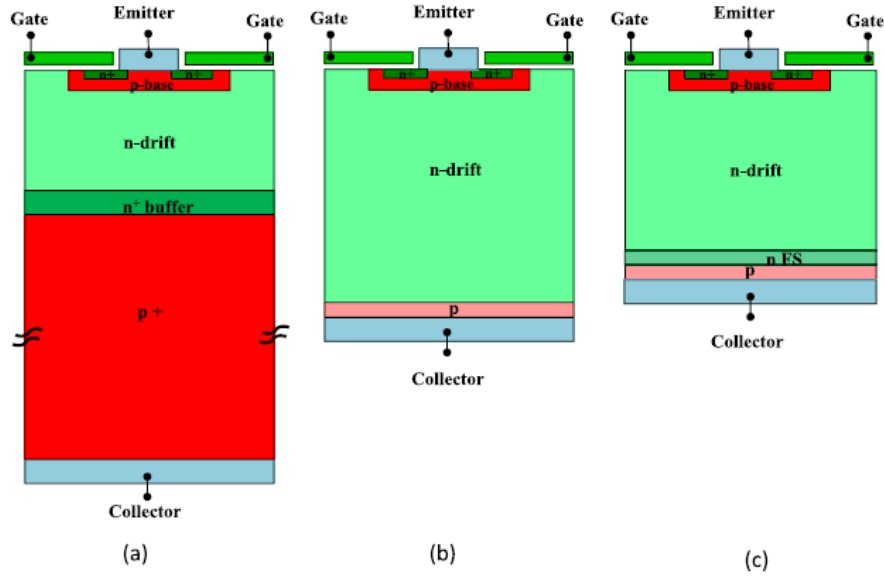 Gate
Emitter
Gate
n+
n+
p-base
n-drift
n⁺ buffer
p +
Collector
(a)
Gate
Emitter
Gate
n+
n+
p-base
n-drift
p
Collector
(b)
Gate
Emitter
Gate
n+
n+
p-base
n-drift
n FS
p
Collector
(c)